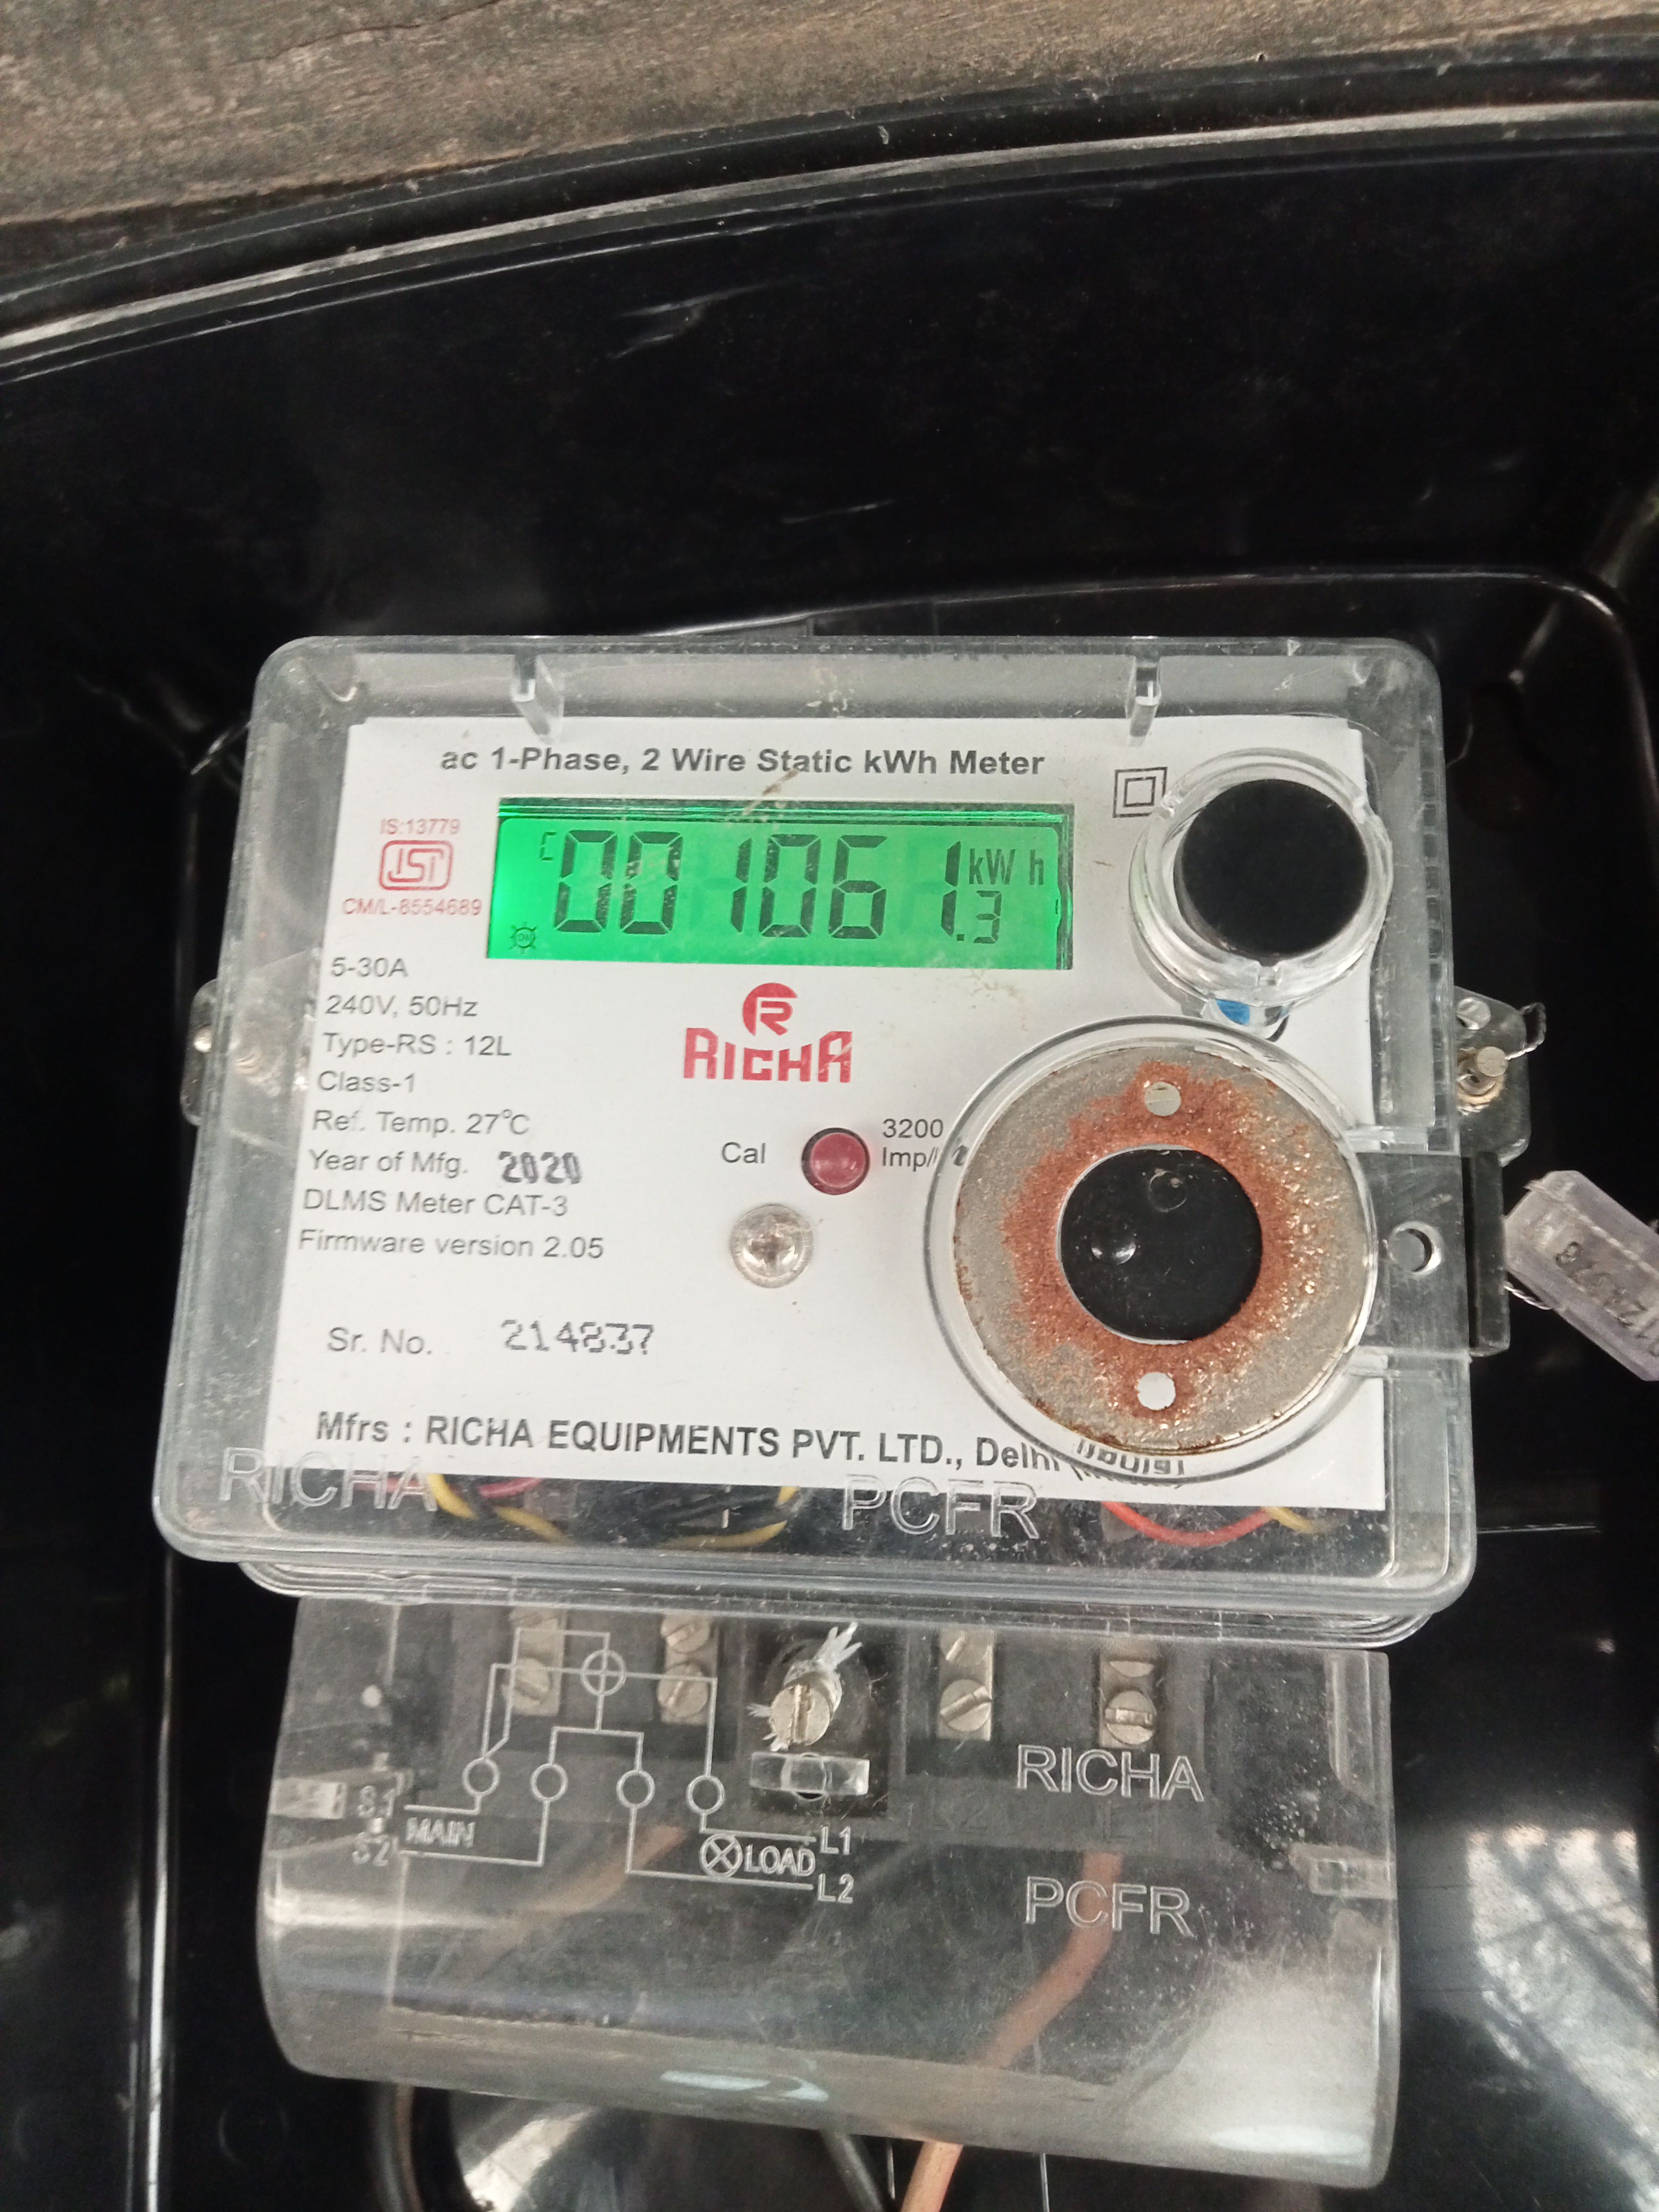 ac 1-Phase, 2 Wire Static kWh Meter
IS:13779
ISI
CM/L-8554689
001061.3 kWh
5-30A
240V, 50Hz
Type-RS : 12L
Class-1
Ref. Temp. 27°C
Year of Mfg. 2020
DLMS Meter CAT-3
Firmware version 2.05
R
RICHA
Cal
3200
Imp/
Sr. No. 214837
Mfrs : RICHA EQUIPMENTS PVT. LTD., Delhi
RICHA PCFR
S1
S2
MAIN
LOAD
L1
L2
RICHA
PCFR